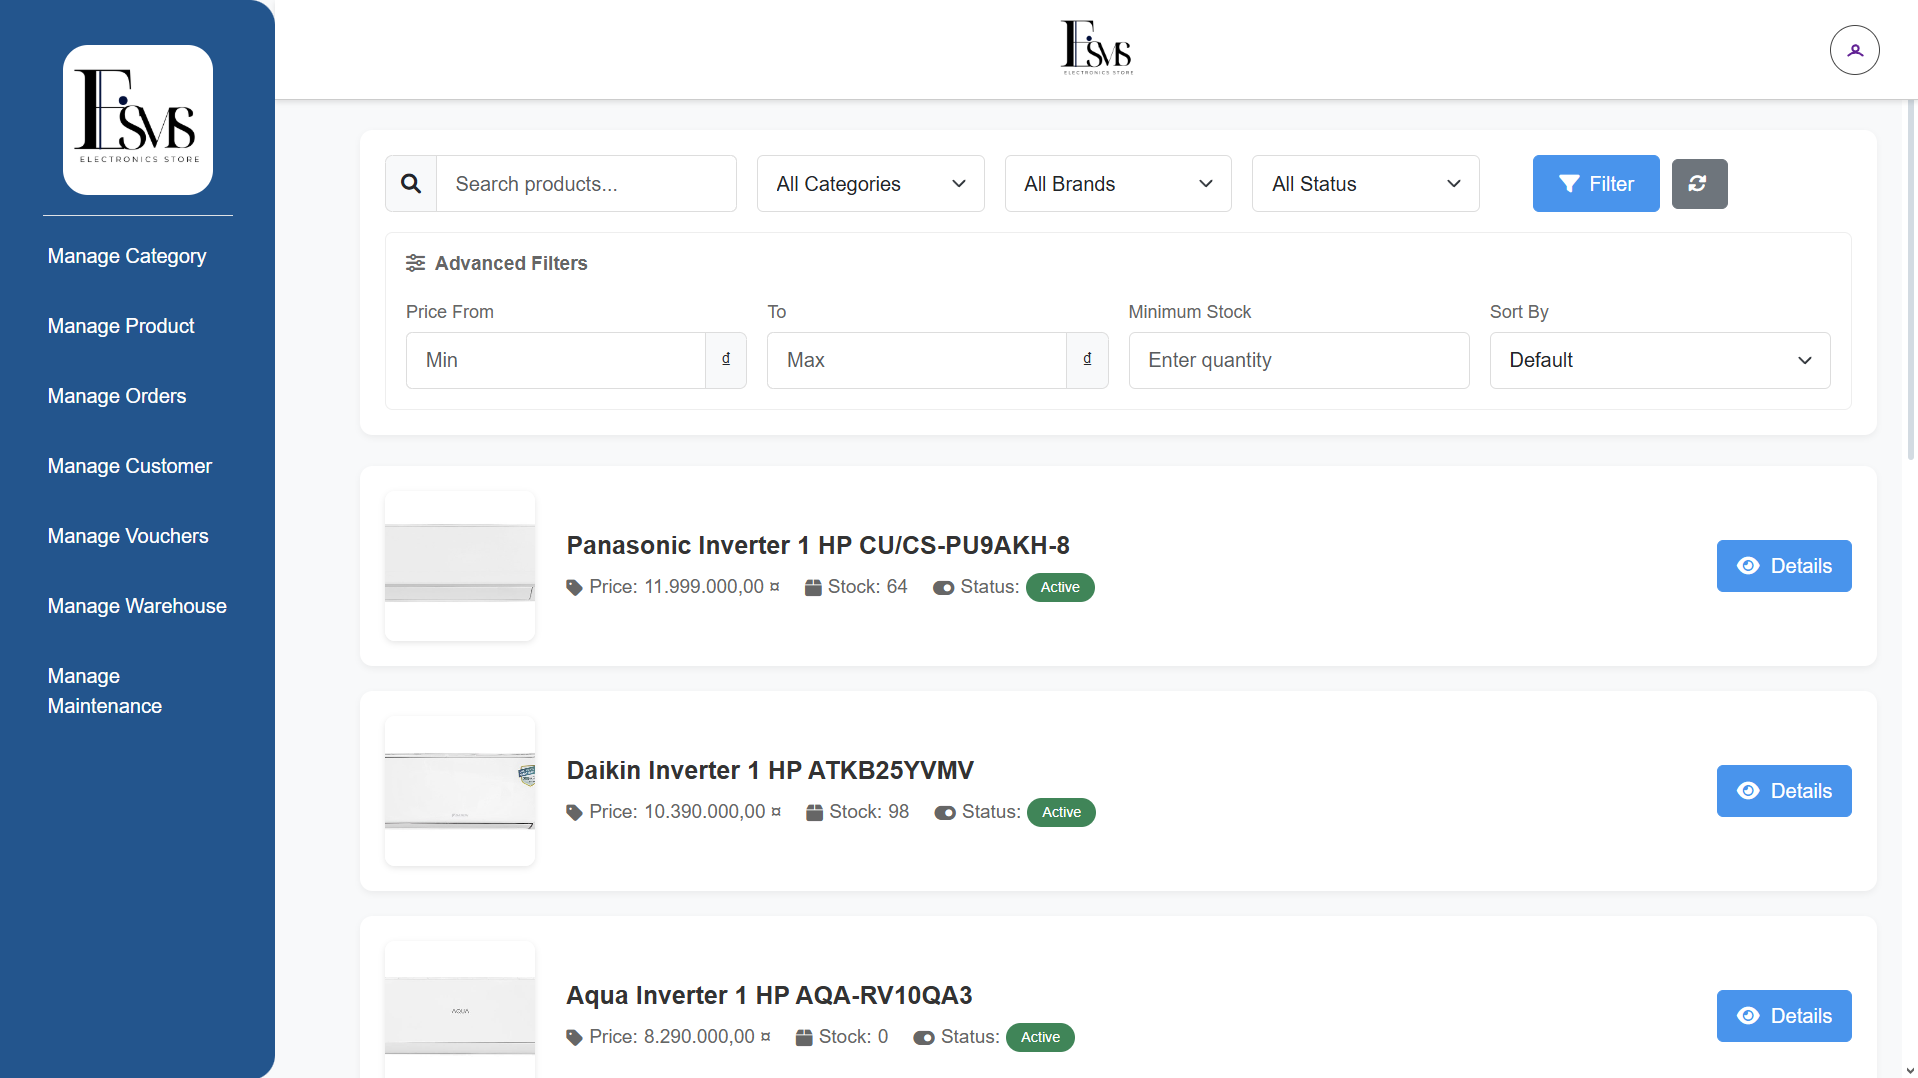 Esms
ELECTRONICS STORE
Manage Category
Manage Product
Manage Orders
Manage Customer
Manage Vouchers
Manage Warehouse
Manage
Maintenance
Esms
ELECTRONICS STORE
Search products...
All Categories
All Brands
All Status
Filter
Advanced Filters
Price From
To
Minimum Stock
Sort By
Min
₫
Max
₫
Enter quantity
Default
Panasonic Inverter 1 HP CU/CS-PU9AKH-8
Price: 11.999.000,00 ¤ Stock: 64 Status: Active
Details
Daikin Inverter 1 HP ATKB25YVMV
Price: 10.390.000,00 ¤ Stock: 98 Status: Active
Details
AQUA
Aqua Inverter 1 HP AQA-RV10QA3
Price: 8.290.000,00 ¤ Stock: 0 Status: Active
Details